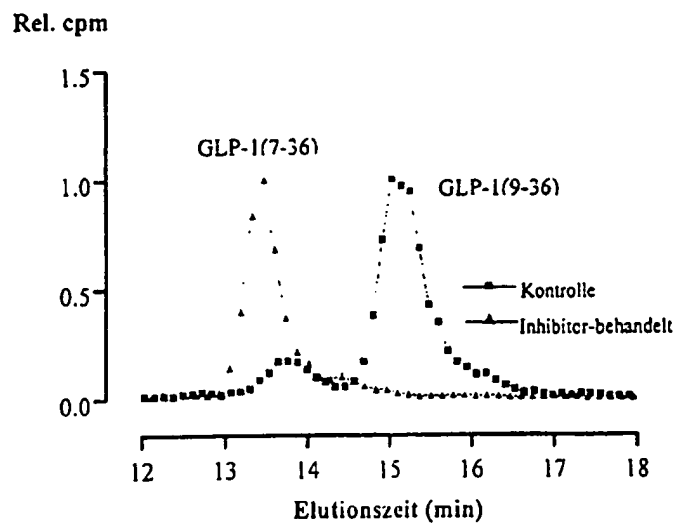 Rel. cpm
1.5
GLP-1(7-36)
1.0
GLP-1(9-36)
0.5
Kontrolle
Inhibitor-behandelt
0.0
12 13 14 15 16 17 18
Elutionszeit (min)